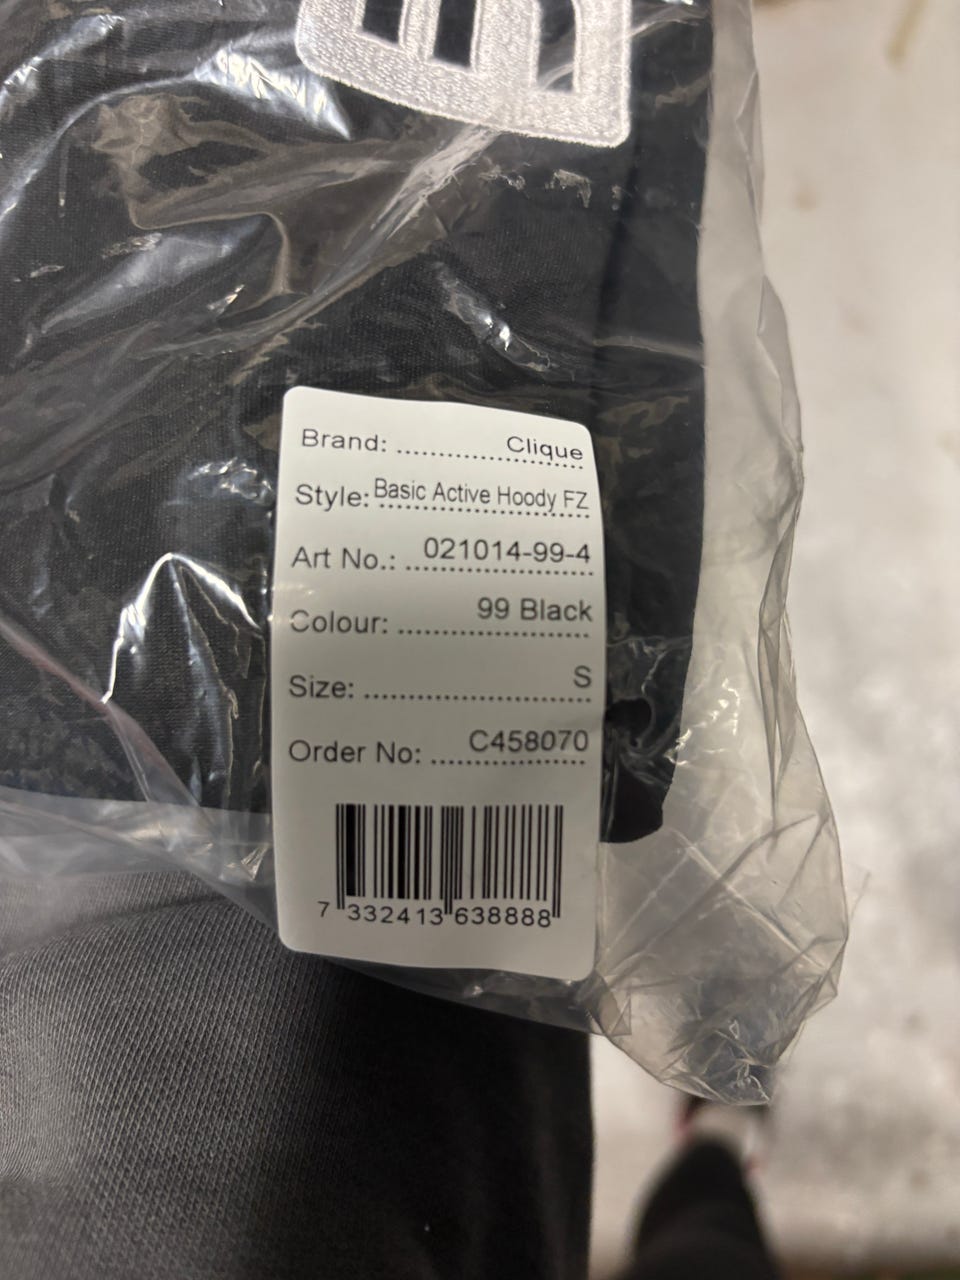 Brand: ........................ Clique
Style: Basic Active Hoody FZ
Art No.: 021014-99-4
Colour: 99 Black
Size: S
Order No: C458070
7 332413 638888